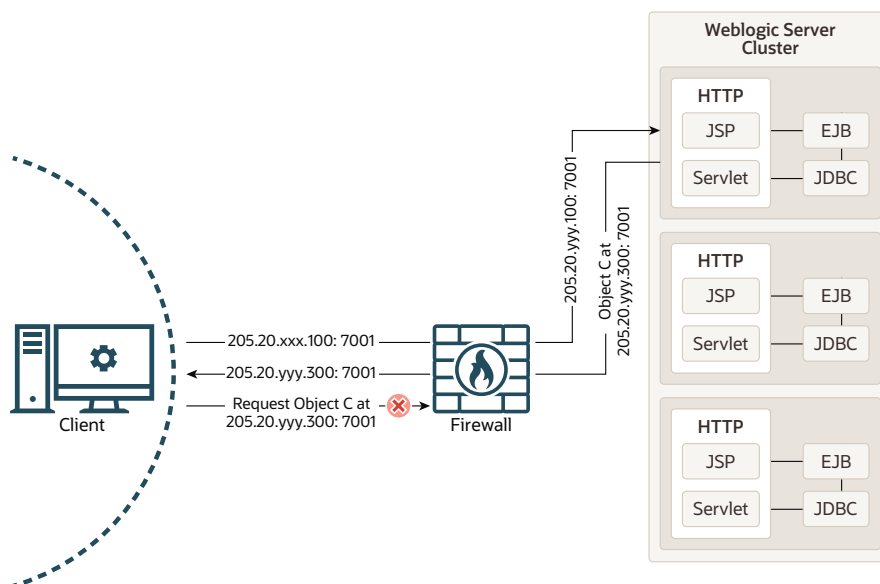 Weblogic Server
Cluster
HTTP
JSP
EJB
Servlet
JDBC
HTTP
JSP
EJB
Servlet
JDBC
HTTP
JSP
EJB
Servlet
JDBC
205.20.yyy.100: 7001
Object C at
205.20.yyy.300: 7001
205.20.xxx.100: 7001
205.20.yyy.300: 7001
Request Object C at
205.20.yyy.300: 7001
Client
Firewall